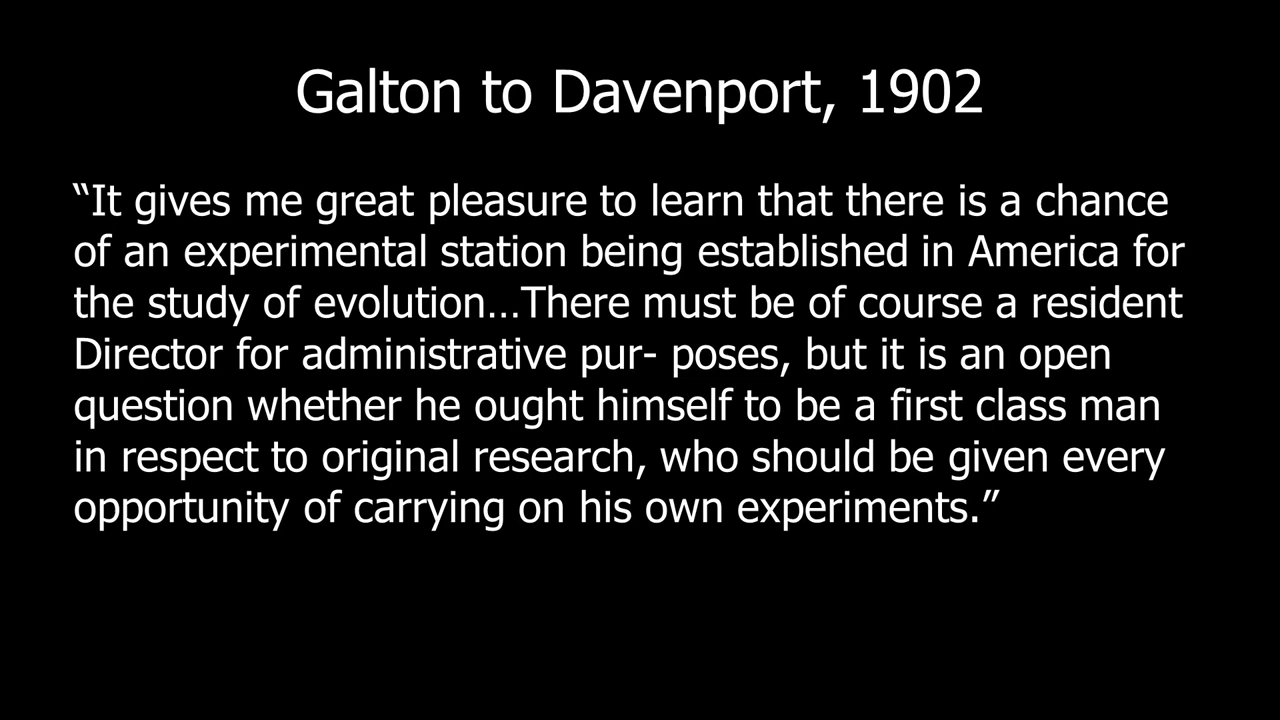 Galton to Davenport, 1902
“It gives me great pleasure to learn that there is a chance
of an experimental station being established in America for
the study of evolution…There must be of course a resident
Director for administrative pur- poses, but it is an open
question whether he ought himself to be a first class man
in respect to original research, who should be given every
opportunity of carrying on his own experiments.”